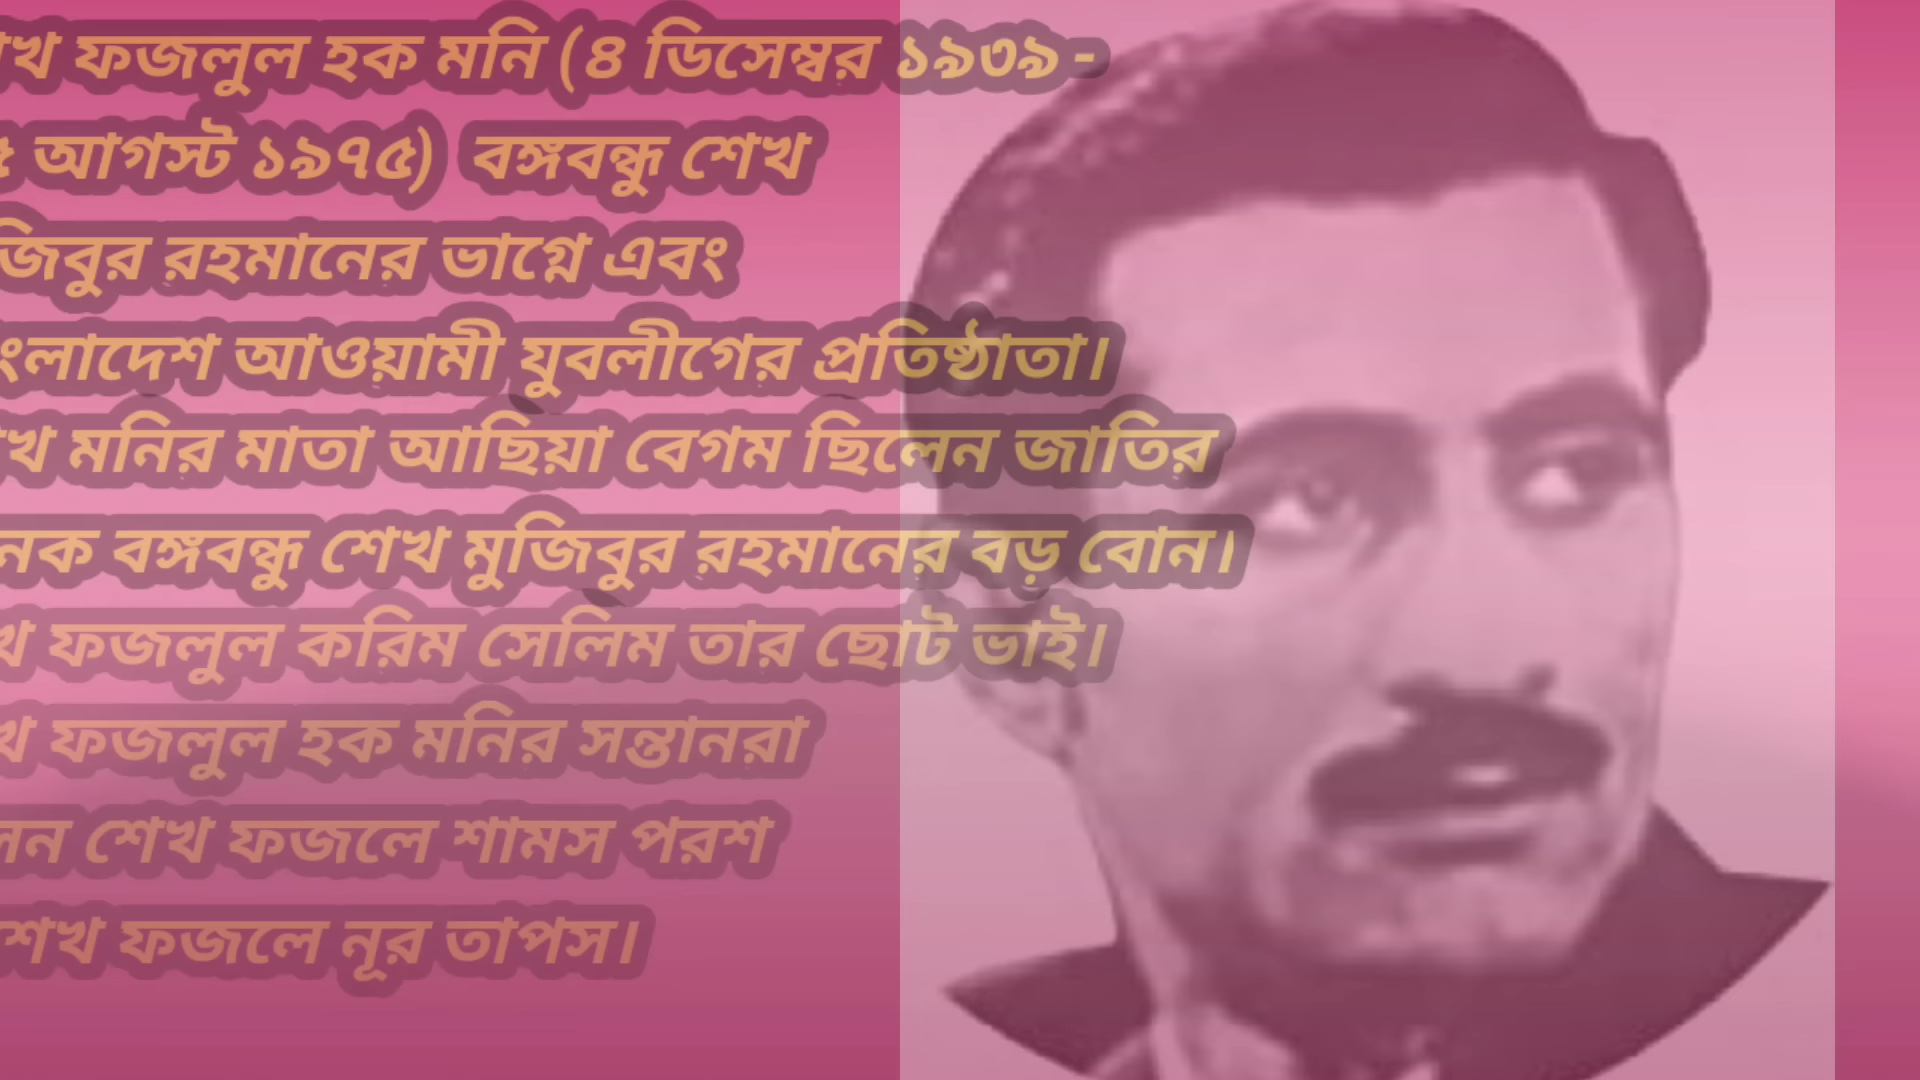 খ ফজলুল হক মনি (৪ ডিসেম্বর ১৯৩৯ -
৫ আগস্ট ১৯৭৫) বঙ্গবন্ধু শেখ
জিবুর রহমানের ভাগ্নে এবং
ংলাদেশ আওয়ামী যুবলীগের প্রতিষ্ঠাতা।
খ মনির মাতা আছিয়া বেগম ছিলেন জাতির
নক বঙ্গবন্ধু শেখ মুজিবুর রহমানের বড় বোন।
খ ফজলুল করিম সেলিম তার ছোট ভাই।
খ ফজলুল হক মনির সন্তানরা
লেন শেখ ফজলে শামস পরশ
শেখ ফজলে নূর তাপস।